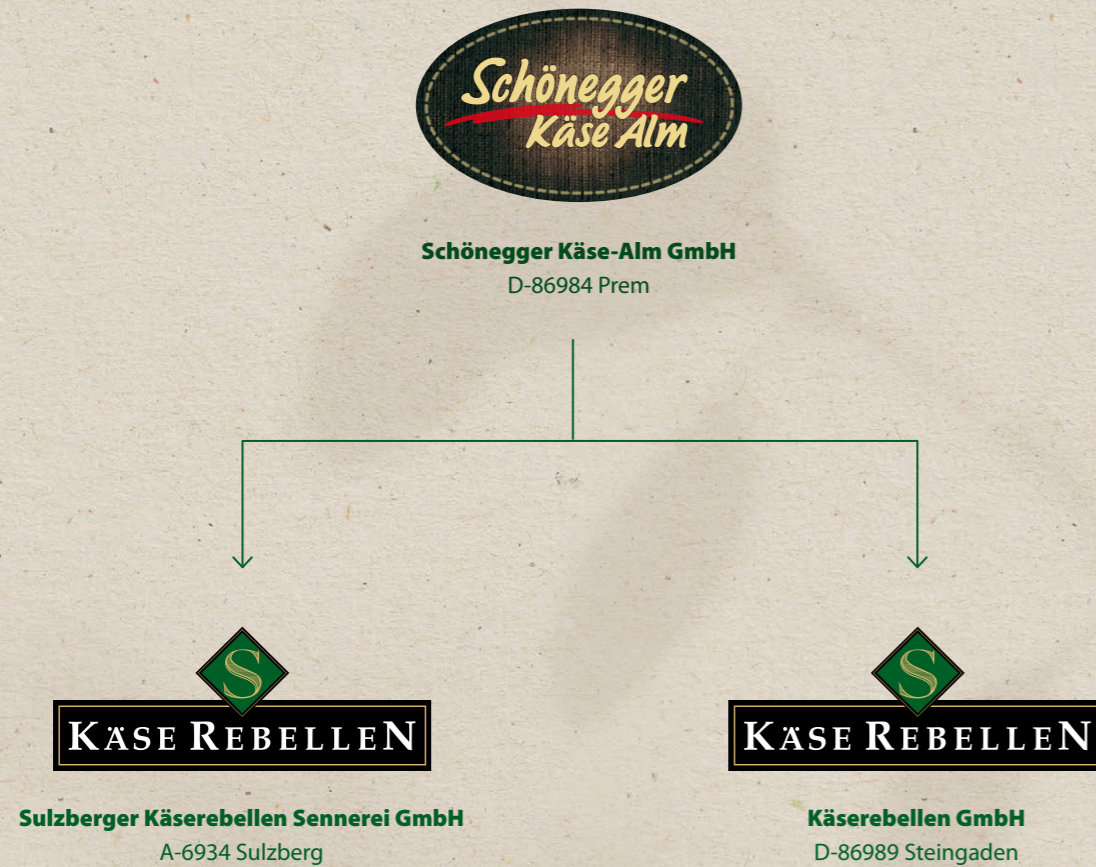 Schönegger
Käse Alm
Schönegger Käse-Alm GmbH
D-86984 Prem
S
KÄSE REBELLEN
Sulzberger Käserebellen Sennerei GmbH
A-6934 Sulzberg
S
KÄSE REBELLEN
Käserebellen GmbH
D-86989 Steingaden